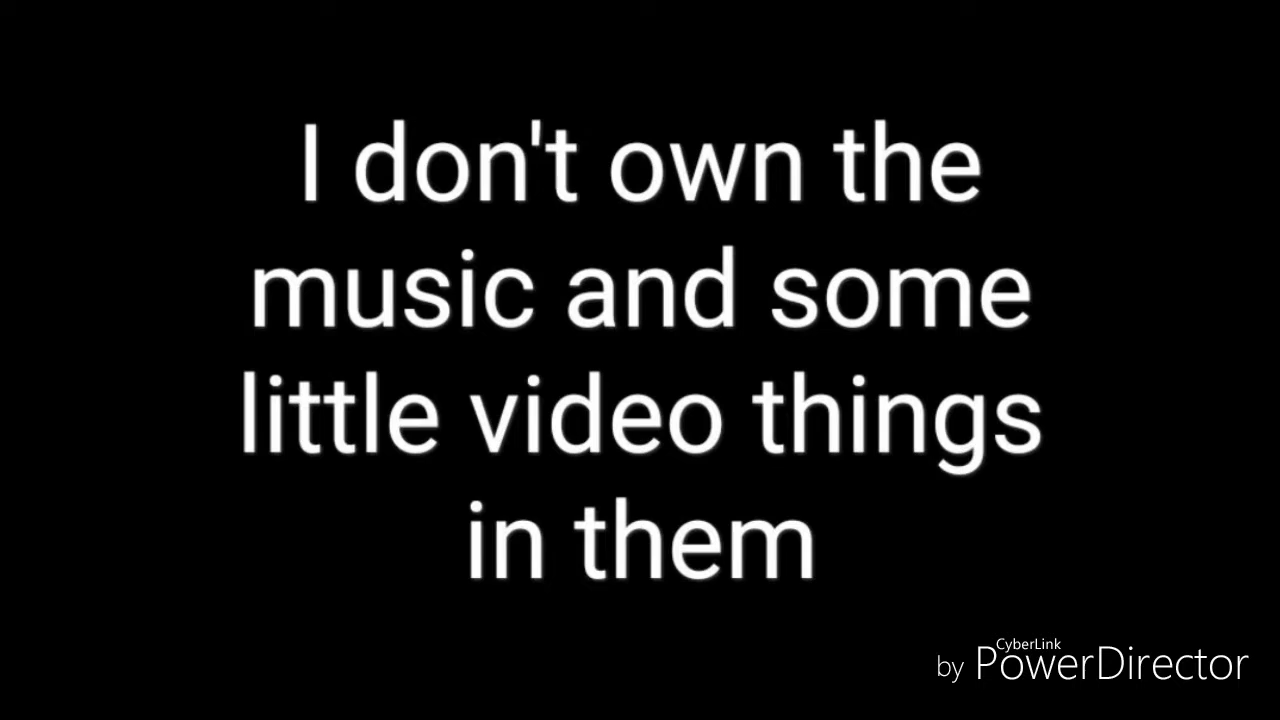 I don't own the
music and some
little video things
in them
CyberLink
by PowerDirector